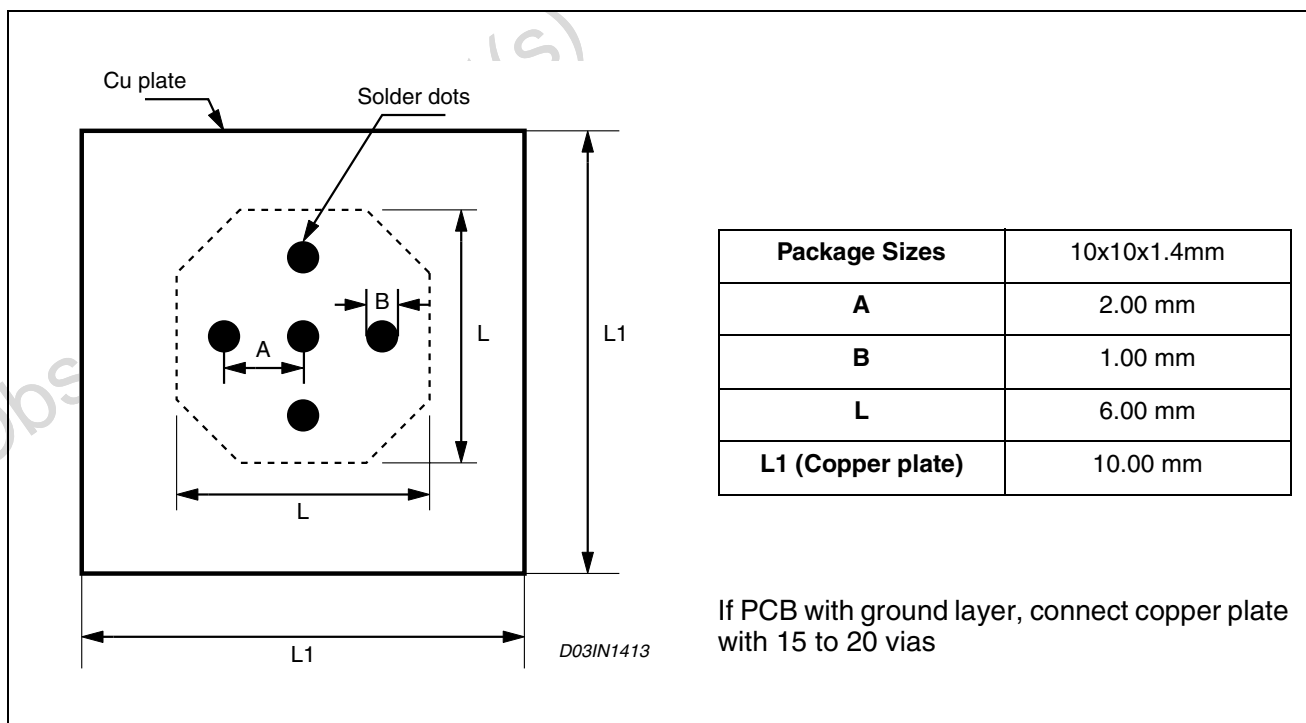 Cu plate
Solder dots
B
A
L
L1
L
L1
D03IN1413
Package Sizes 10x10x1.4mm
A 2.00 mm
B 1.00 mm
L 6.00 mm
L1 (Copper plate) 10.00 mm
If PCB with ground layer, connect copper plate
with 15 to 20 vias